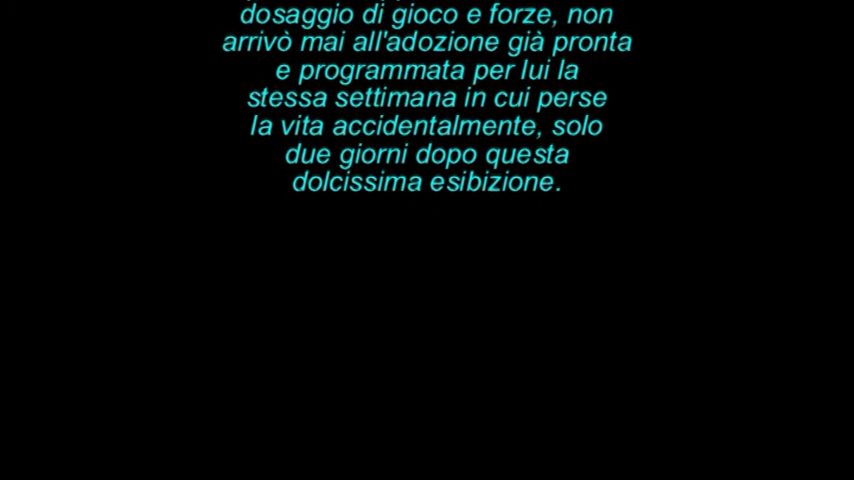 dosaggio di gioco e forze, non
arrivò mai all'adozione già pronta
e programmata per lui la
stessa settimana in cui perse
la vita accidentalmente, solo
due giorni dopo questa
dolcissima esibizione.